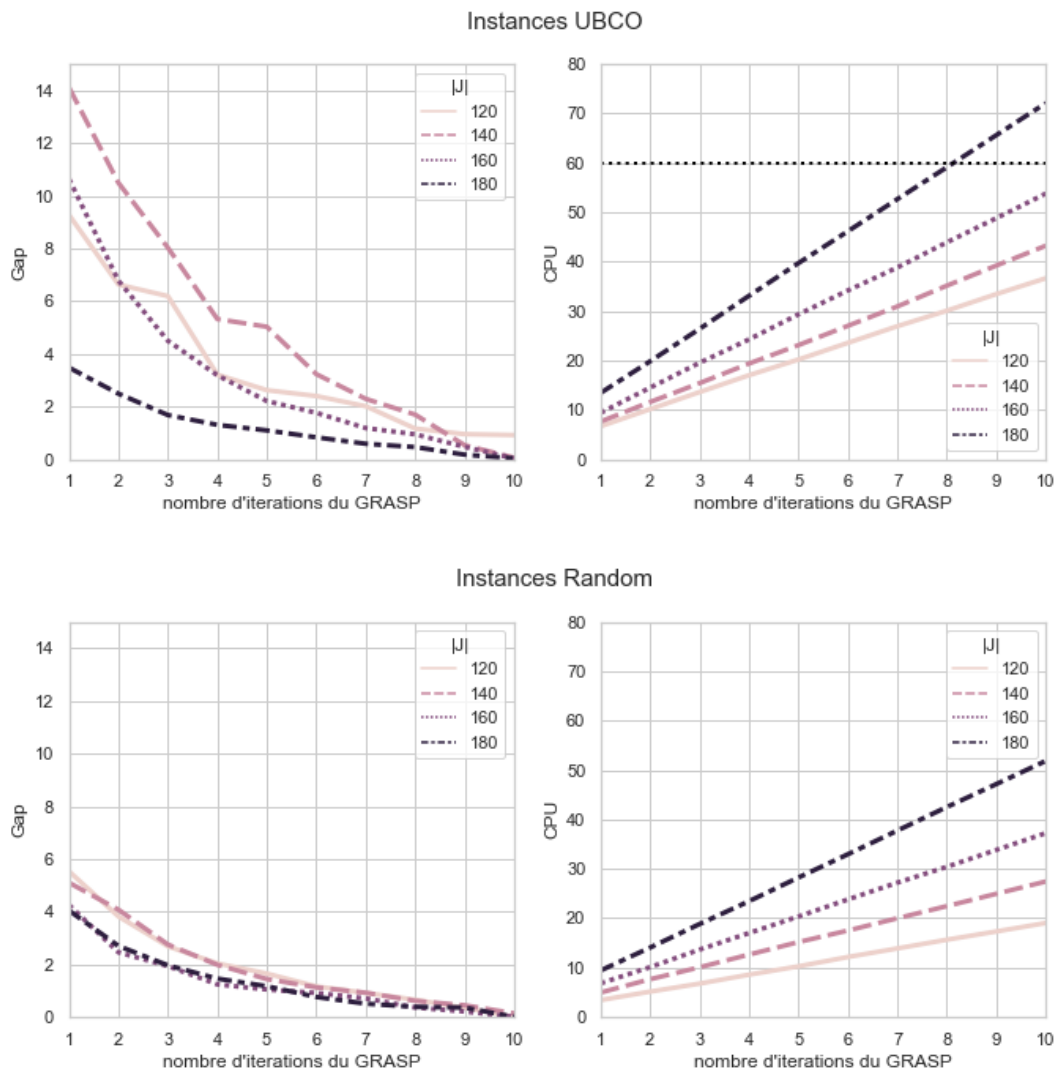 Instances UBCO
14
12
10
8
6
4
2
0
Gap
|J|
120
140
160
180
1 2 3 4 5 6 7 8 9 10
nombre d'iterations du GRASP
80
70
60
50
40
30
20
10
0
CPU
|J|
120
140
160
180
1 2 3 4 5 6 7 8 9 10
nombre d'iterations du GRASP
Instances Random
14
12
10
8
6
4
2
0
Gap
|J|
120
140
160
180
1 2 3 4 5 6 7 8 9 10
nombre d'iterations du GRASP
80
70
60
50
40
30
20
10
0
CPU
|J|
120
140
160
180
1 2 3 4 5 6 7 8 9 10
nombre d'iterations du GRASP